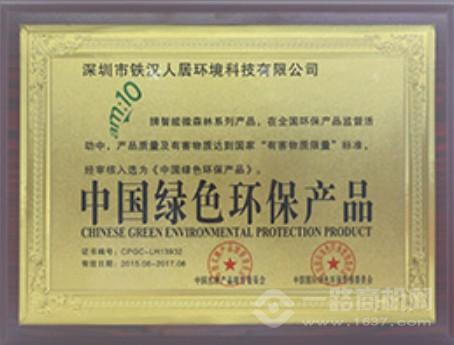 深圳市铁汉人居环境科技有限公司
am:10
牌智能微森林系列产品，在全国环保产品监督活
动中，产品质量及有害物质达到国家“有害物质限量”标准，
经审核入选为《中国绿色环保产品》。
中国绿色环保产品
CHINESE GREEN ENVIRONMENTAL PROTECTION PRODUCT
证书编号：CPGC-LH13932
有效日期：2015.06-2017.06
一路商机网
www.1637.com